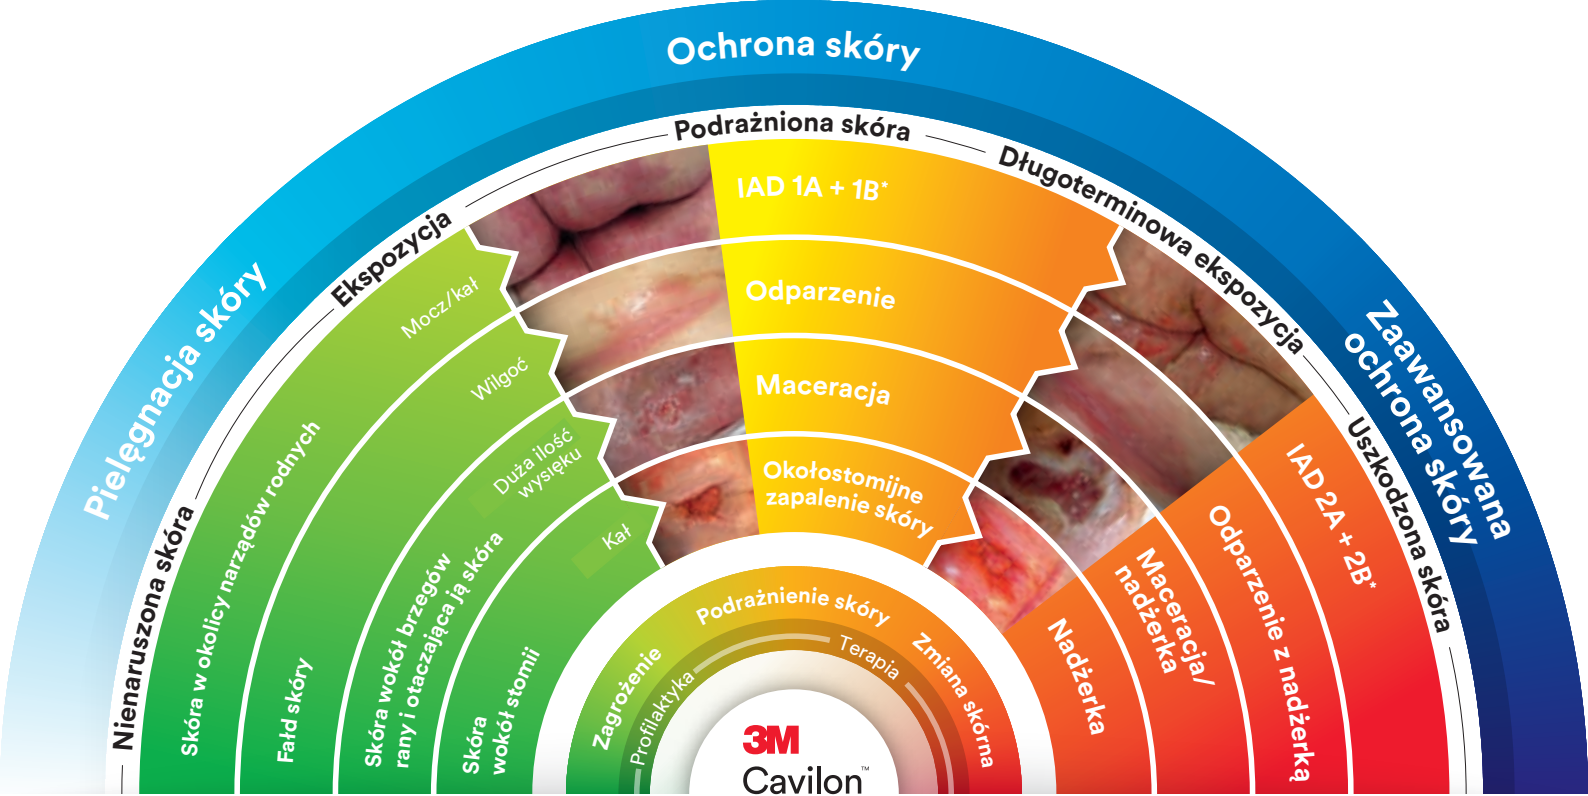 Ochrona skóry
Pielęgnacja skóry
Zaawansowana
ochrona skóry
Nienaruszona skóra
Ekspozycja
Podrażniona skóra
Długoterminowa ekspozycja
Uszkodzona skóra
Mocz/kał
Skóra w okolicy narządów rodnych
Wilgoć
Fałd skóry
Duża ilość
wysięku
Skóra wokół brzegów
rany i otaczająca ją skóra
Kał
Skóra
wokół stomii
IAD 1A + 1B*
Odparzenie
Maceracja
Okołostomijne
zapalenie skóry
IAD 2A + 2B*
Odparzenie z nadżerką
Maceracja/
nadżerka
Nadżerka
Zagrożenie
Podrażnienie skóry
Zmiana skórna
Profilaktyka
Terapia
3M
Cavilon™